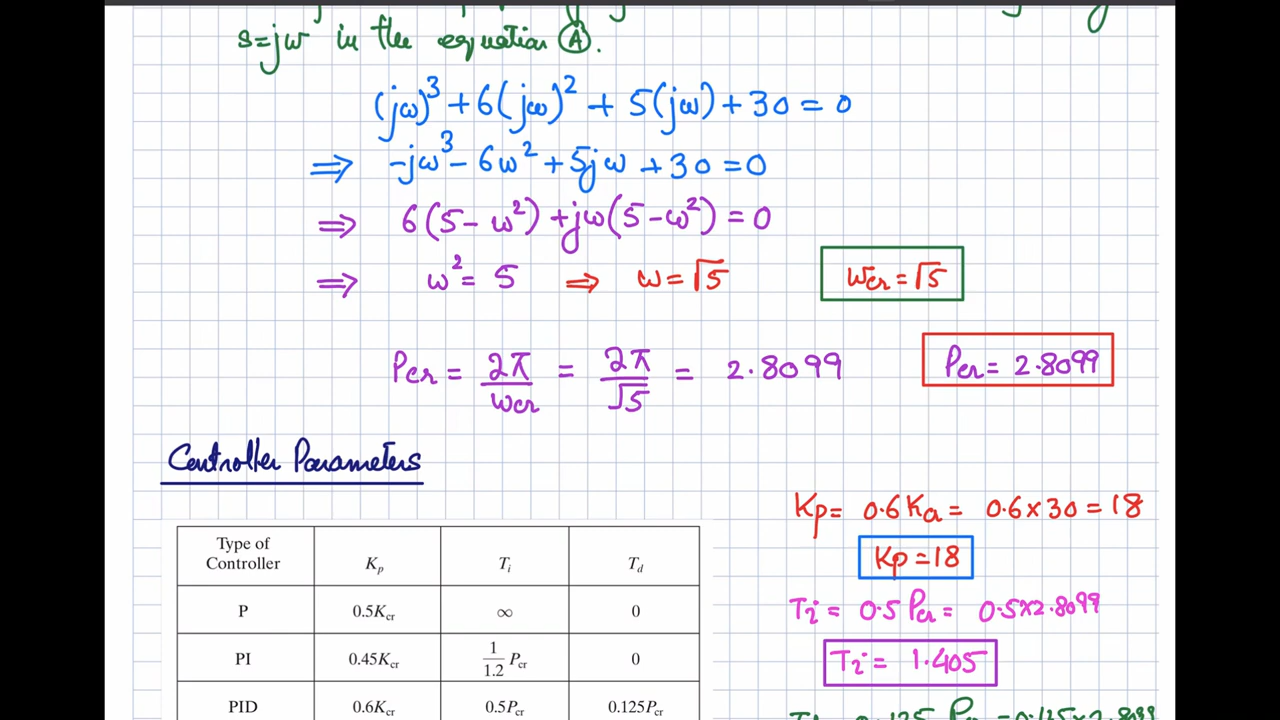 s=jω in the equation Ⓐ.
(jω)³ + 6(jω)² + 5(jω) + 30 = 0
⇒ -jω³ - 6ω² + 5jω + 30 = 0
⇒ 6(5-ω²) + jω(5-ω²) = 0
⇒ ω² = 5 ⇒ ω = √5
ωcr = √5
Pcr = 2π/ωcr = 2π/√5 = 2.8099
Pcr = 2.8099
Controller Parameters
Type of Controller Kp Ti Td
P 0.5Kcr ∞ 0
PI 0.45Kcr 1/1.2 Pcr 0
PID 0.6Kcr 0.5Pcr 0.125Pcr
Kp = 0.6Kcr = 0.6×30 = 18
Kp = 18
Ti = 0.5 Pcr = 0.5×2.8099
Ti = 1.405